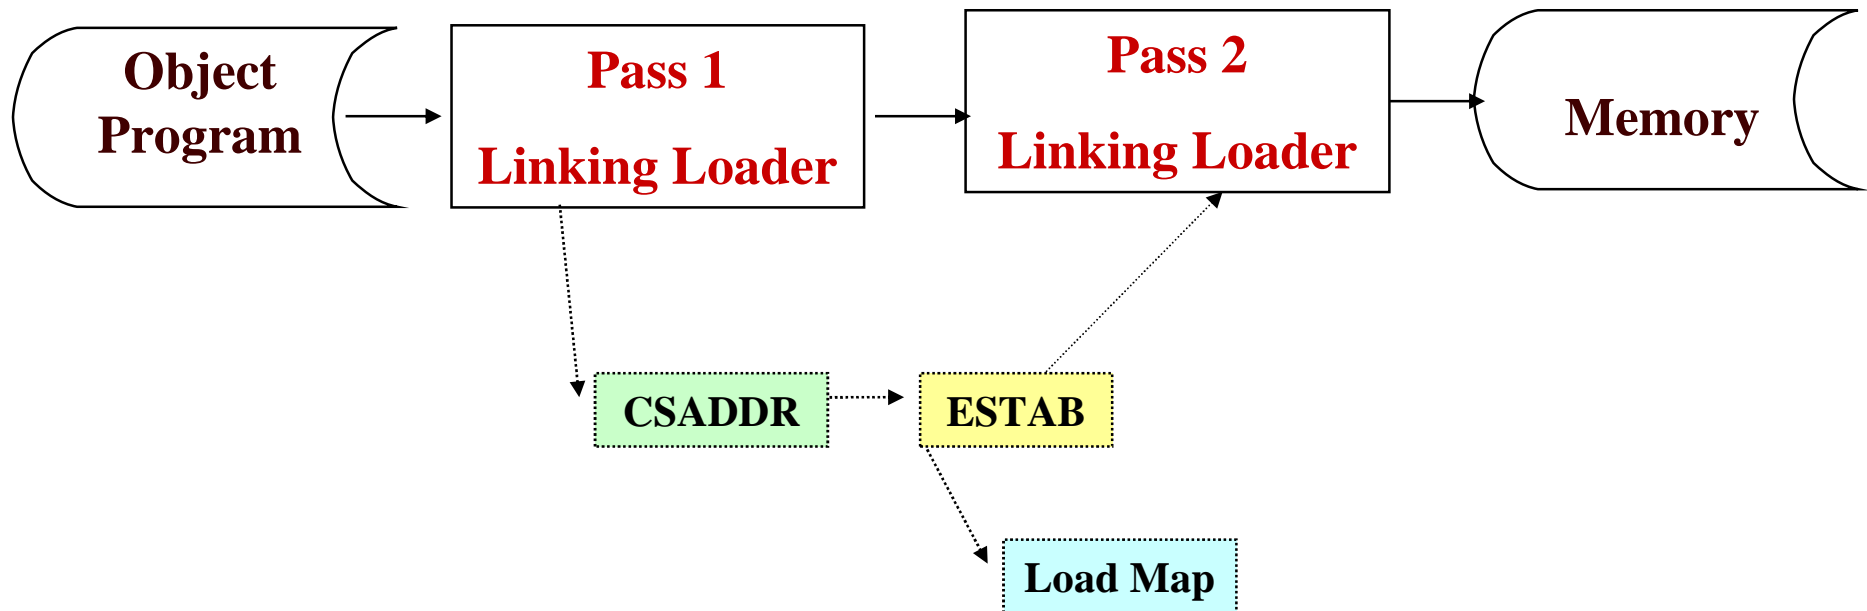 Object
Program
Pass 1
Linking Loader
Pass 2
Linking Loader
Memory
CSADDR
ESTAB
Load Map